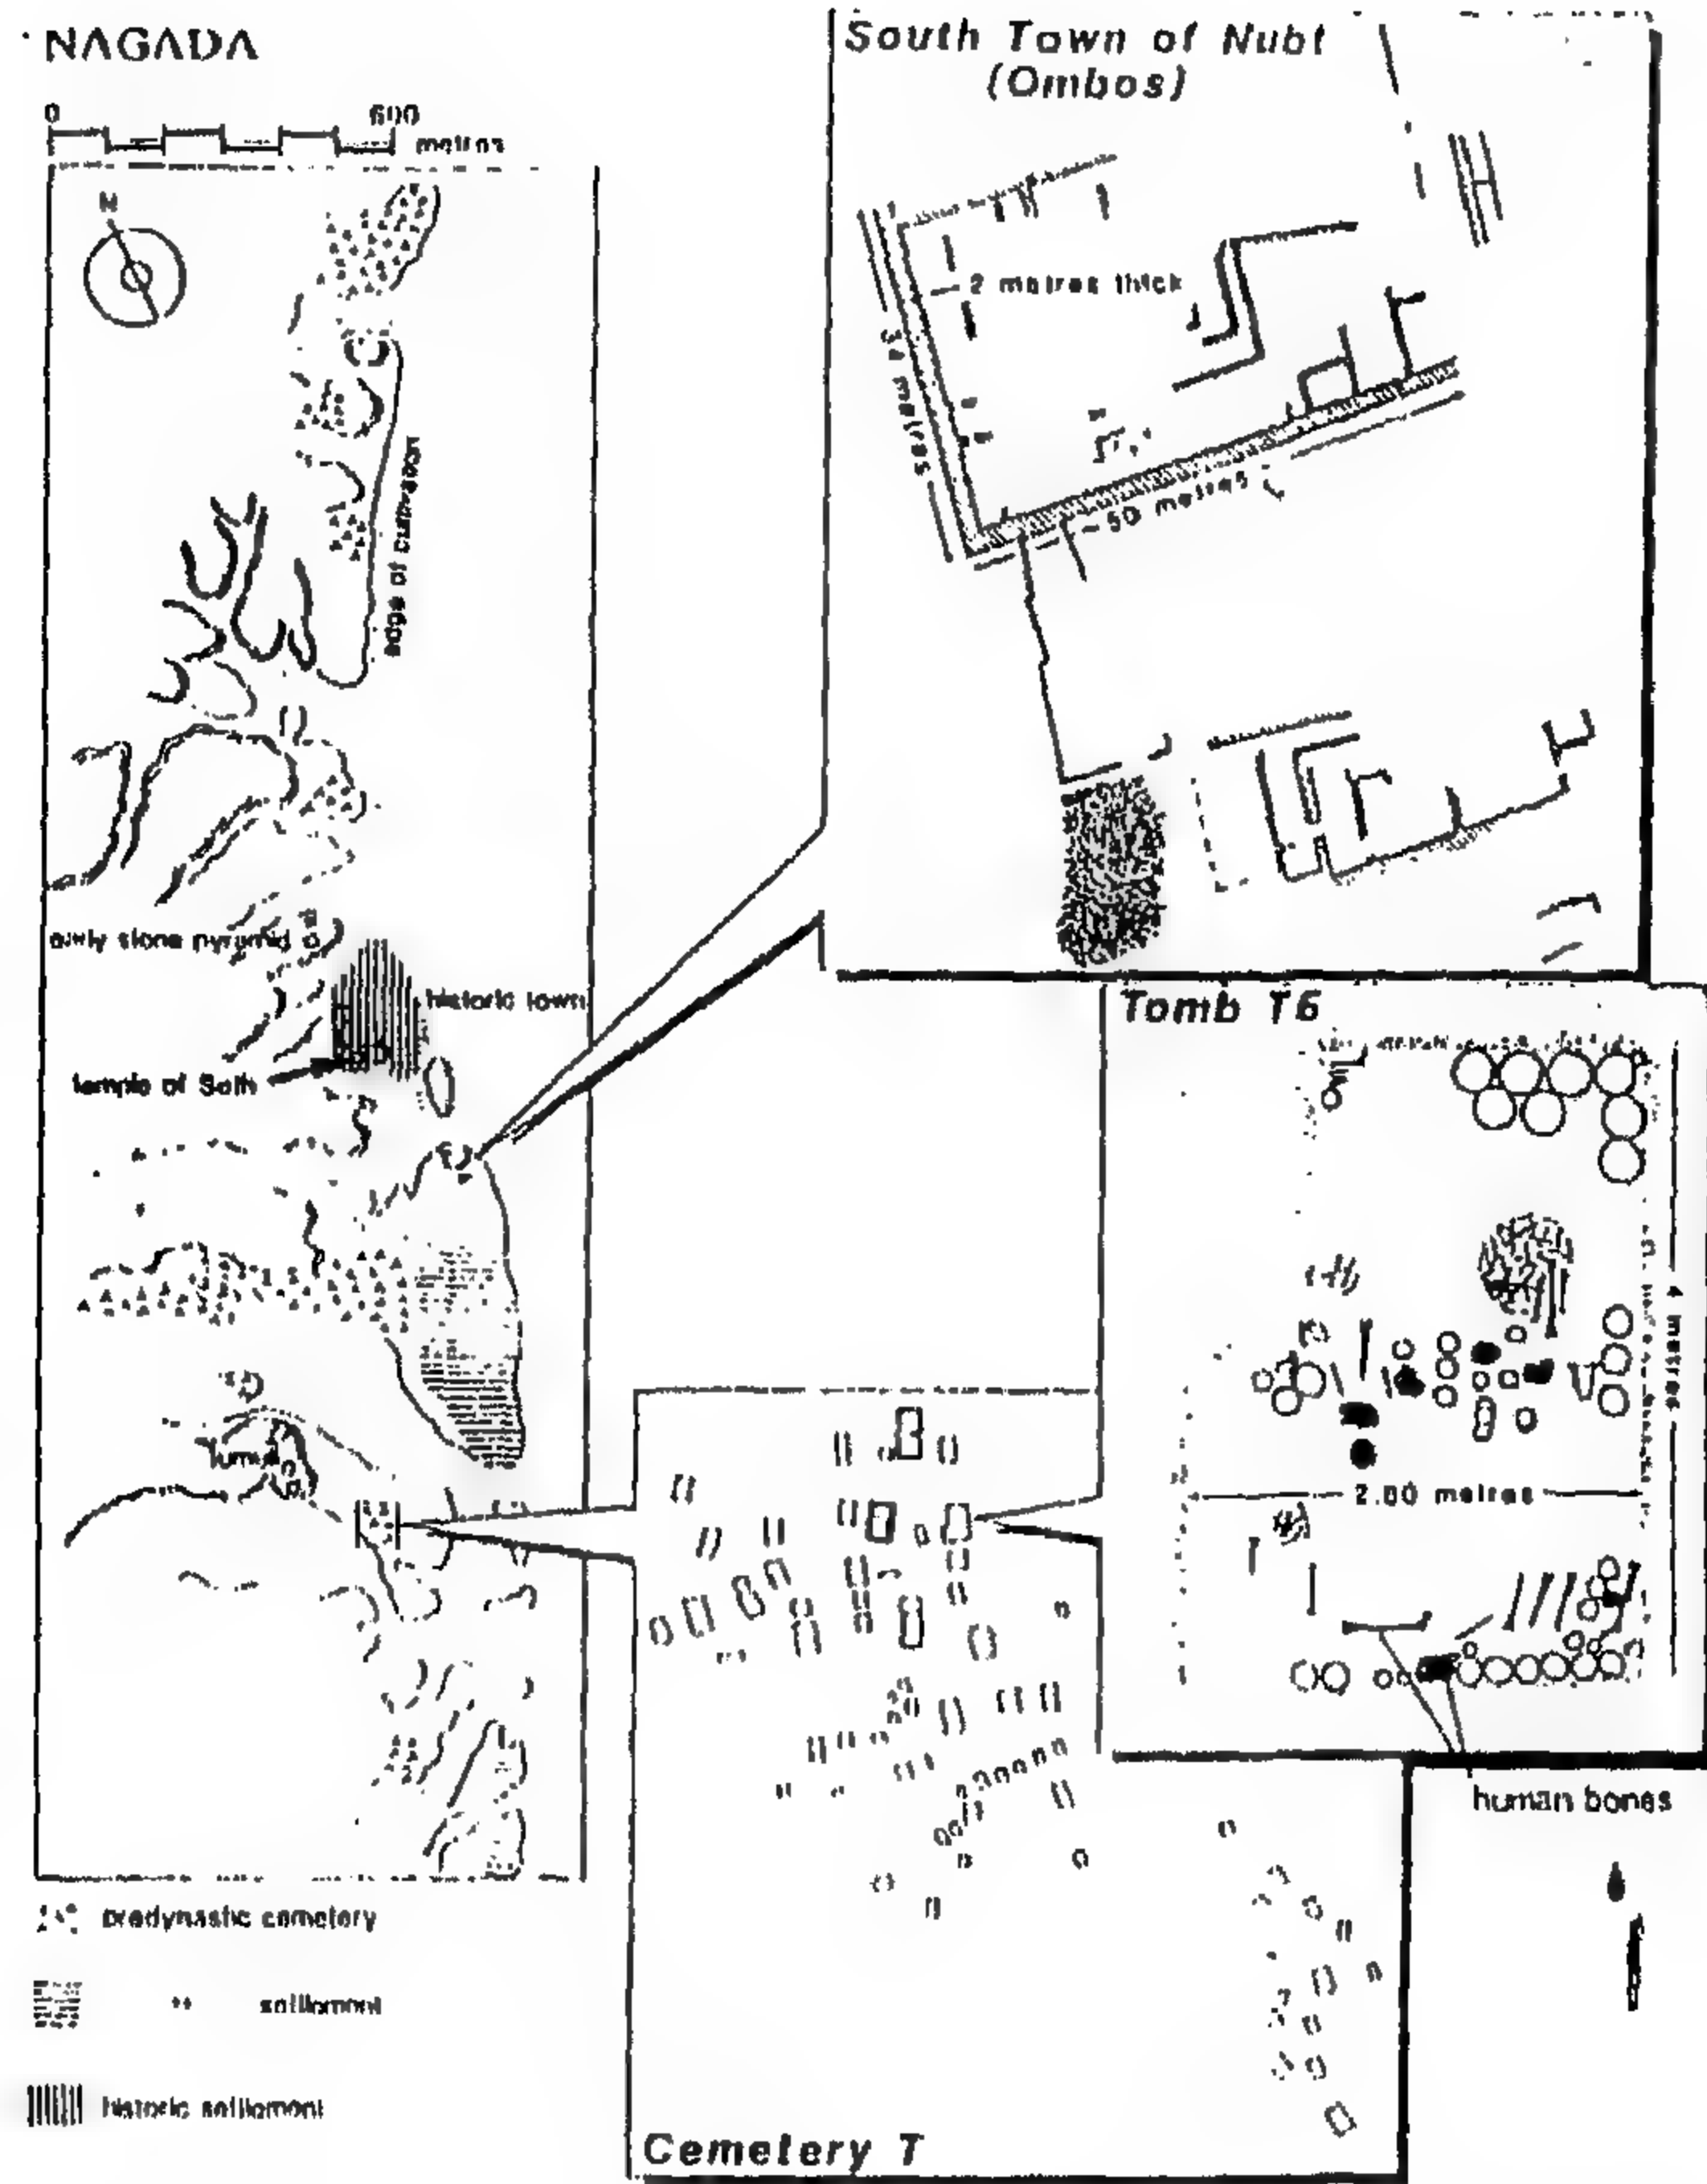 NAGADA
0 600
metres
N
edge of cultivation
early stone pyramid
historic town
temple of Seth
tumuli
predynastic cemetery
" settlement
historic settlement
South Town of Nubt
(Ombos)
2 metres thick
34 metres
~50 metres
Tomb T6
4 metres
2.00 metres
human bones
Cemetery T